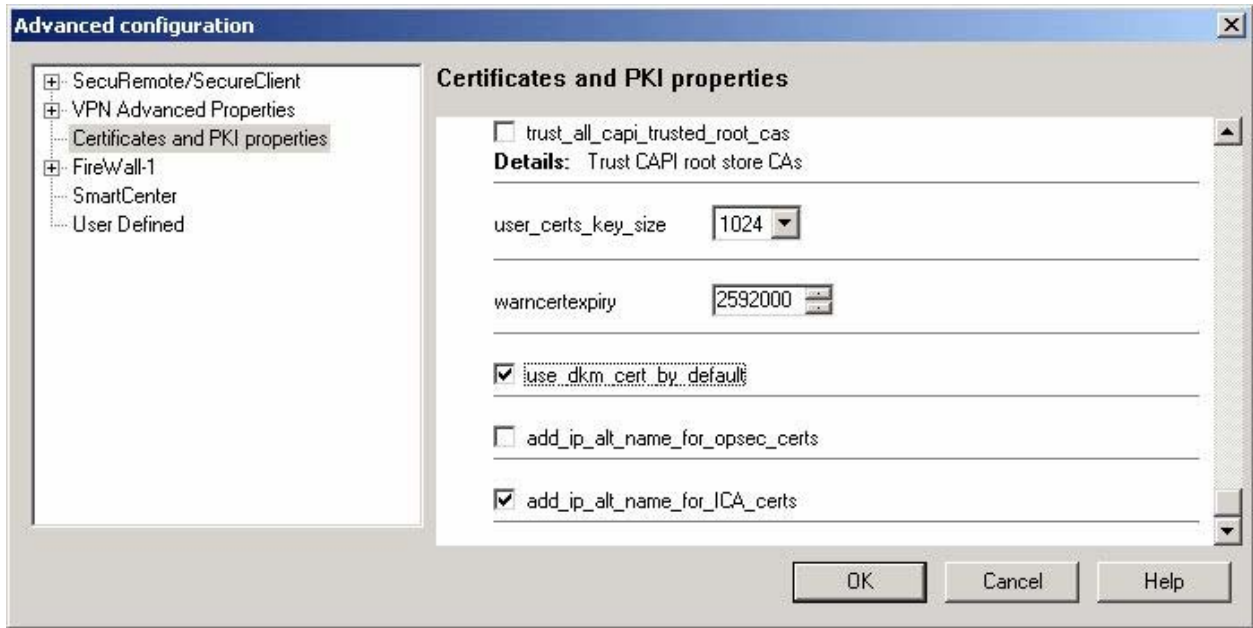 Advanced configuration
SecuRemote/SecureClient
VPN Advanced Properties
Certificates and PKI properties
FireWall-1
SmartCenter
User Defined
Certificates and PKI properties
trust_all_capi_trusted_root_cas
Details: Trust CAPI root store CAs
user_certs_key_size 1024
warncertexpiry 2592000
use_dkm_cert_by_default
add_ip_alt_name_for_opsec_certs
add_ip_alt_name_for_ICA_certs
OK Cancel Help